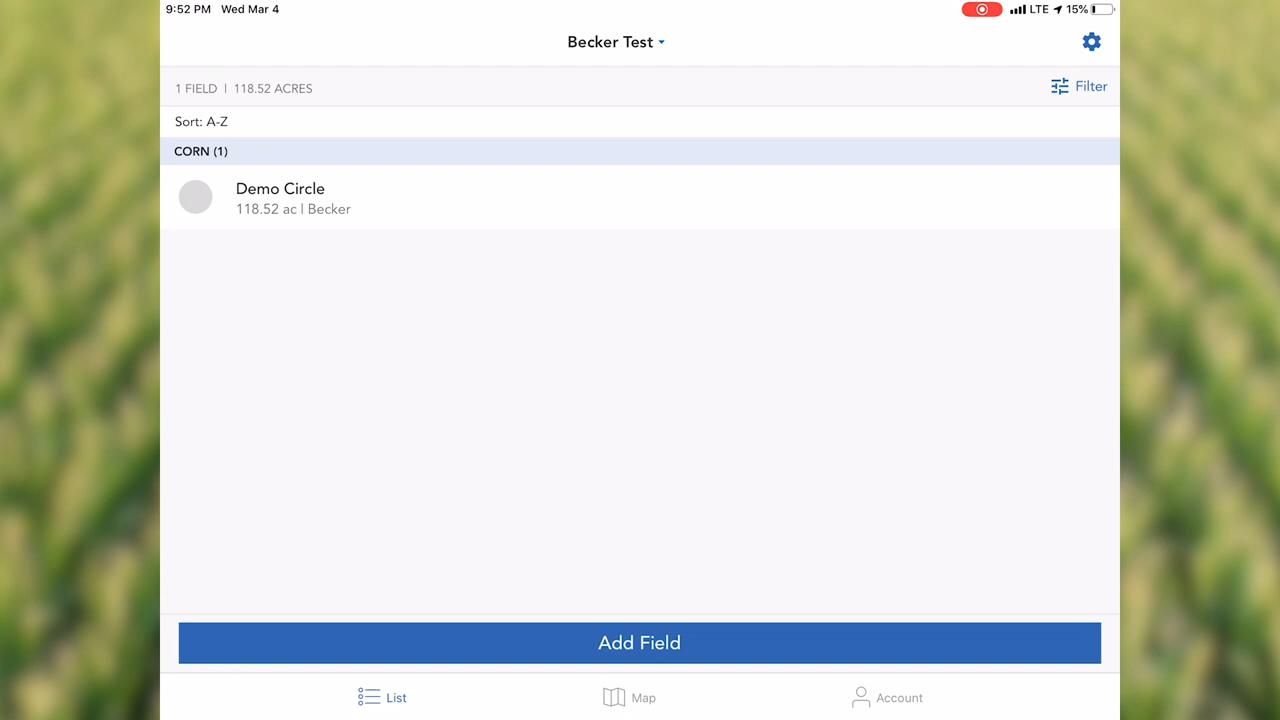 9:52 PM Wed Mar 4 LTE 15%
Becker Test
1 FIELD | 118.52 ACRES Filter
Sort: A-Z
CORN (1)
Demo Circle
118.52 ac | Becker
Add Field
List Map Account